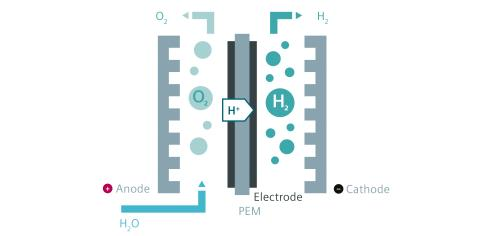 O₂
H₂
O₂
H⁺
H₂
+ Anode
Electrode
− Cathode
PEM
H₂O